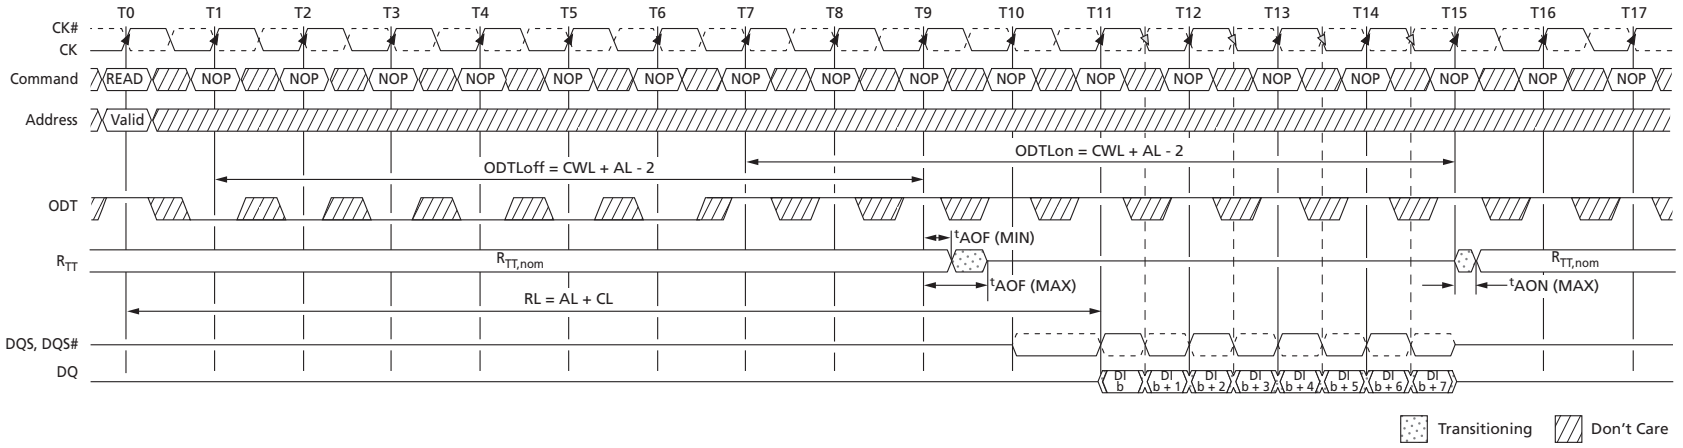 T0 T1 T2 T3 T4 T5 T6 T7 T8 T9 T10 T11 T12 T13 T14 T15 T16 T17
CK#
CK
Command READ NOP NOP NOP NOP NOP NOP NOP NOP NOP NOP NOP NOP NOP NOP NOP NOP NOP
Address Valid
ODTLon = CWL + AL - 2
ODTLoff = CWL + AL - 2
ODT
tAOF (MIN)
RTT RTT,nom RTT,nom
tAOF (MAX) tAON (MAX)
RL = AL + CL
DQS, DQS#
DQ
DI b
DI b + 1
DI b + 2
DI b + 3
DI b + 4
DI b + 5
DI b + 6
DI b + 7
Transitioning Don't Care